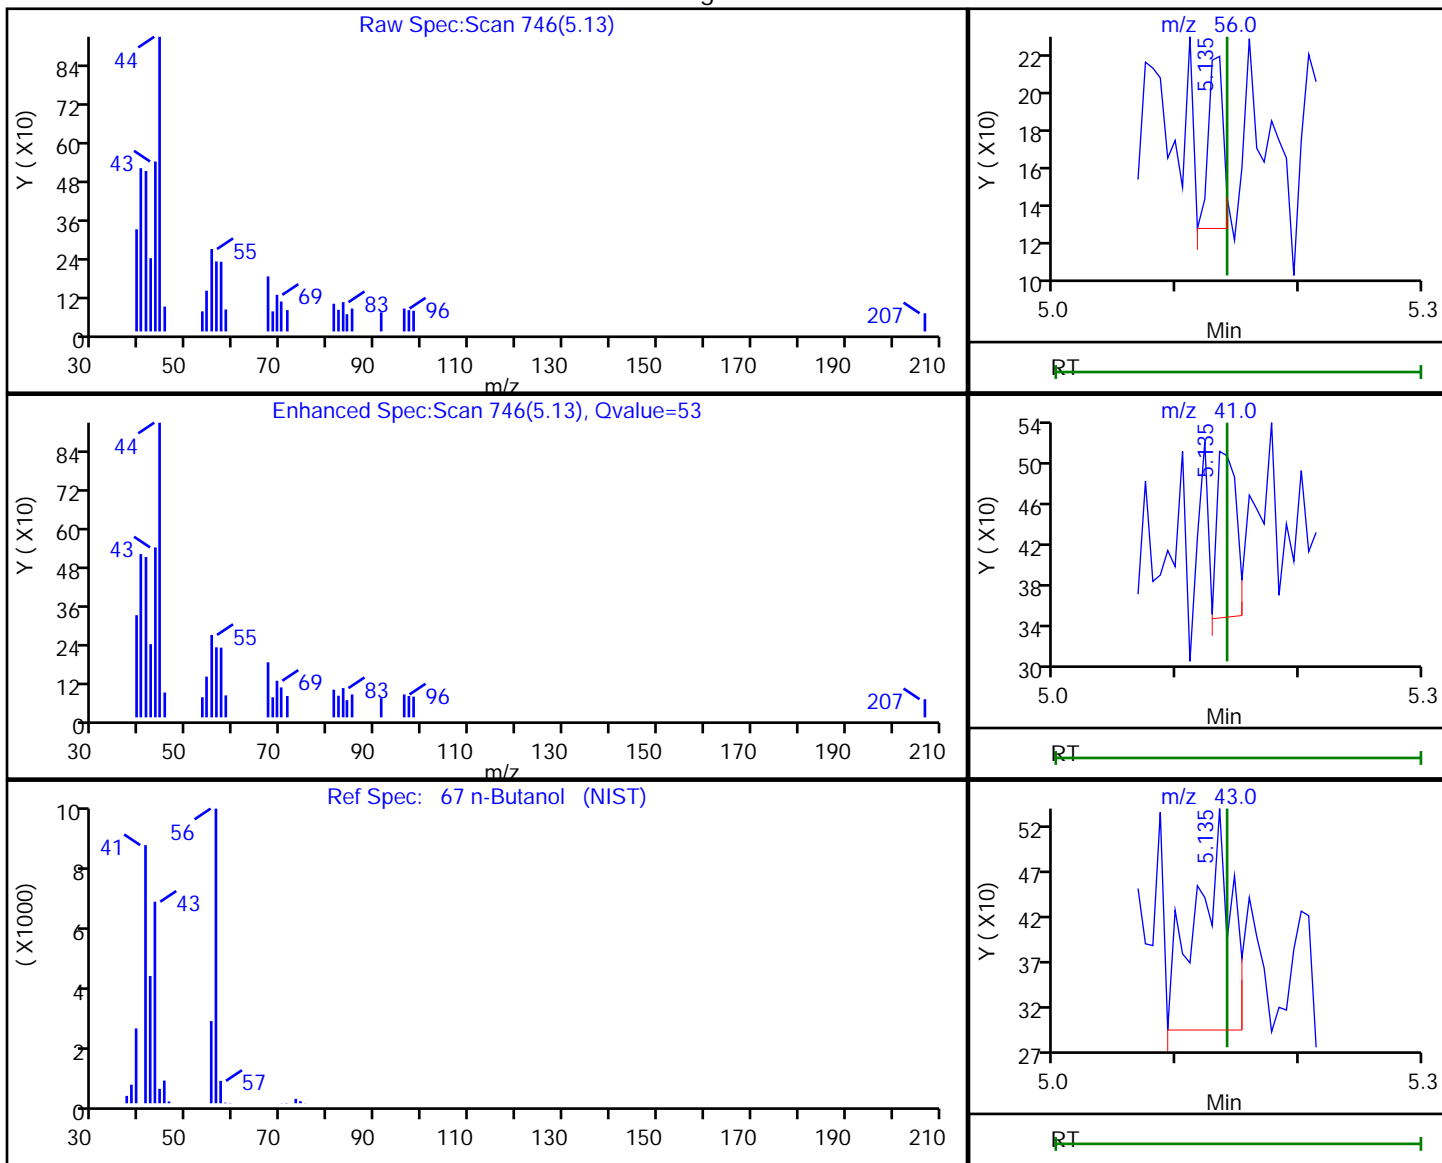 Raw Spec:Scan 746(5.13)
Y ( X10)
84
72
60
48
36
24
12
0
44
43
55
69
83
96
207
30 50 70 90 110 130 150 170 190 210
m/z
m/z 56.0
Y ( X10)
22
20
18
16
14
12
10
5.135
5.0 5.3
Min
RT
Enhanced Spec:Scan 746(5.13), Qvalue=53
Y ( X10)
84
72
60
48
36
24
12
0
44
43
55
69
83
96
207
30 50 70 90 110 130 150 170 190 210
m/z
m/z 41.0
Y ( X10)
54
50
46
42
38
34
30
5.135
5.0 5.3
Min
RT
Ref Spec: 67 n-Butanol (NIST)
( X1000)
10
8
6
4
2
0
41
56
43
57
30 50 70 90 110 130 150 170 190 210
m/z 43.0
Y ( X10)
52
47
42
37
32
27
5.135
5.0 5.3
Min
RT